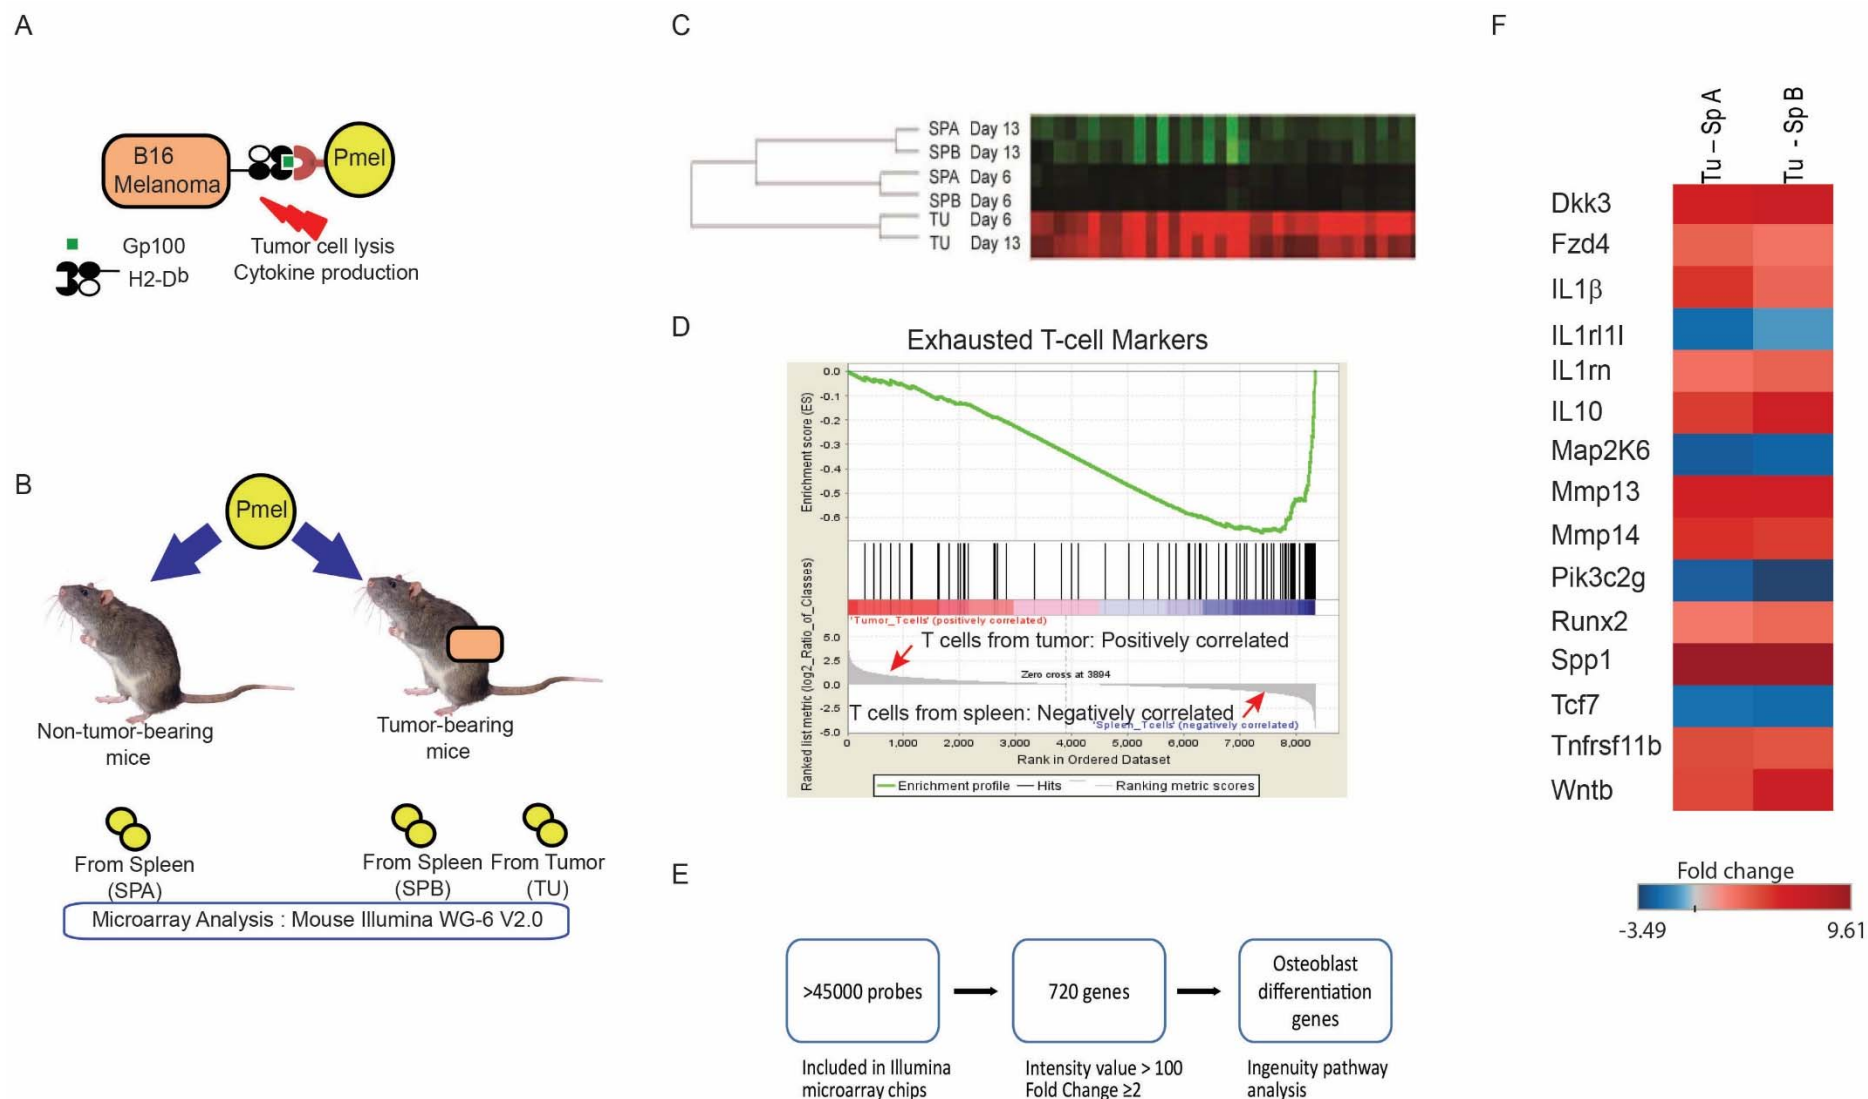 A
B16
Melanoma
Pmel
Gp100
H2-Db
Tumor cell lysis
Cytokine production
B
Pmel
Non-tumor-bearing
mice
Tumor-bearing
mice
From Spleen
(SPA)
From Spleen
(SPB)
From Tumor
(TU)
Microarray Analysis : Mouse Illumina WG-6 V2.0
C
SPA Day 13
SPB Day 13
SPA Day 6
SPB Day 6
TU Day 6
TU Day 13
D
Exhausted T-cell Markers
Enrichment score (ES)
0.0
-0.1
-0.2
-0.3
-0.4
-0.5
-0.6
'Tumor_Tcells' (positively correlated)
T cells from tumor: Positively correlated
Zero cross at 3894
T cells from spleen: Negatively correlated
'Spleen_Tcells' (negatively correlated)
Ranked list metric (log2_Ratio_of_Classes)
5.0
2.5
0.0
-2.5
-5.0
0 1,000 2,000 3,000 4,000 5,000 6,000 7,000 8,000
Rank in Ordered Dataset
Enrichment profile Hits Ranking metric scores
E
>45000 probes
720 genes
Osteoblast
differentiation
genes
Included in Illumina
microarray chips
Intensity value > 100
Fold Change ≥2
Ingenuity pathway
analysis
F
Tu – Sp A
Tu - Sp B
Dkk3
Fzd4
IL1β
IL1rl1l
IL1rn
IL10
Map2K6
Mmp13
Mmp14
Pik3c2g
Runx2
Spp1
Tcf7
Tnfrsf11b
Wntb
Fold change
-3.49 9.61